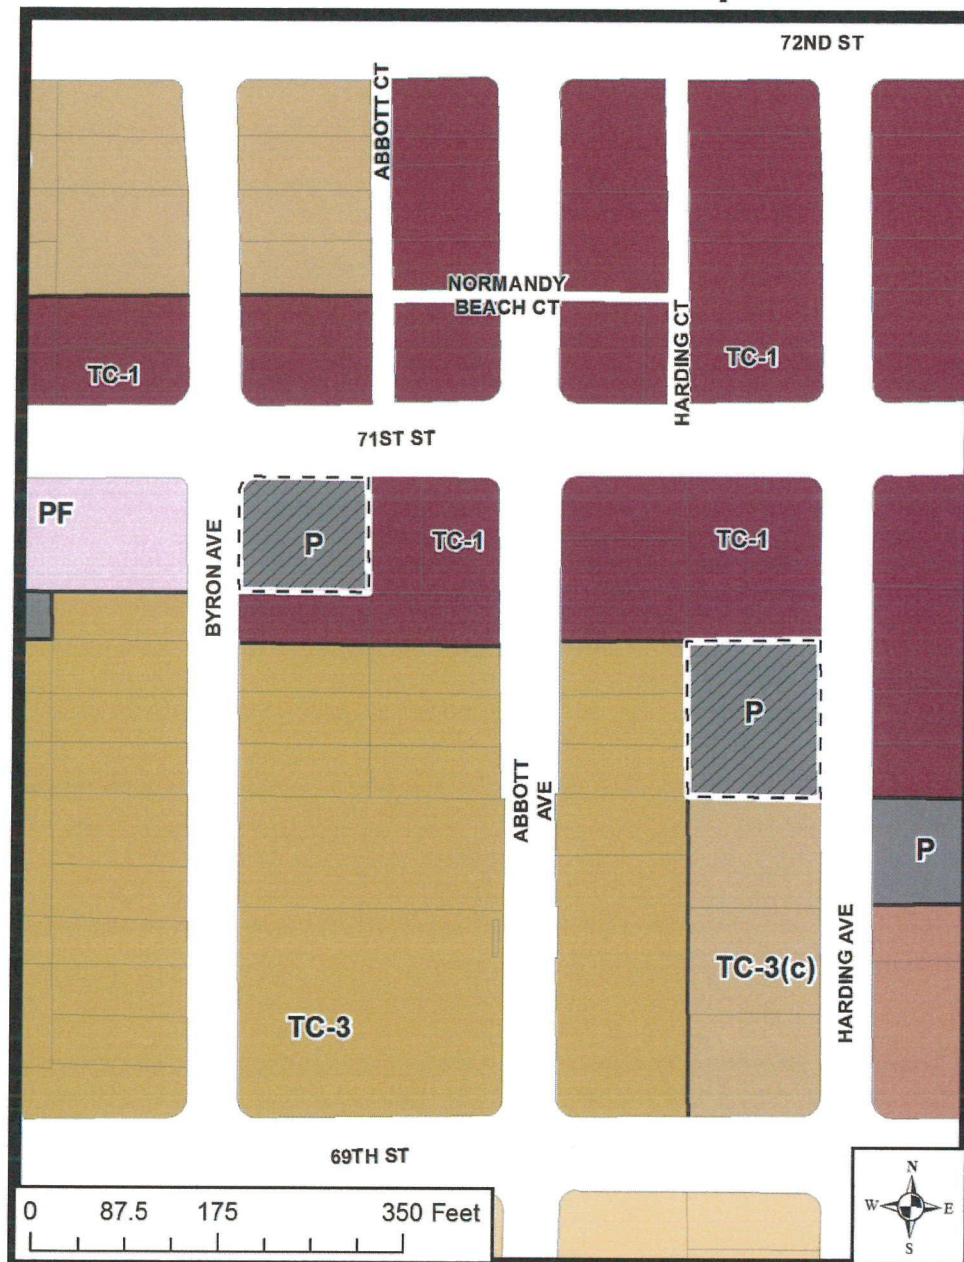 72ND ST
ABBOTT CT
NORMANDY
BEACH CT
HARDING CT
TC-1
TC-1
71ST ST
PF
BYRON AVE
P
TC-1
TC-1
P
ABBOTT
AVE
P
TC-3(c)
HARDING AVE
TC-3
69TH ST
0 87.5 175 350 Feet
N
W E
S